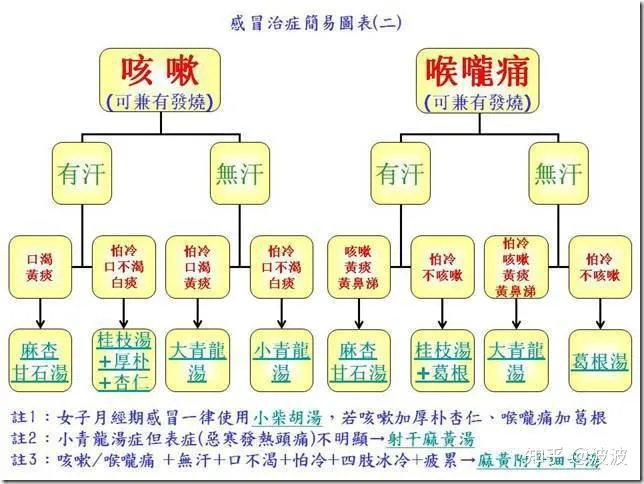 感冒治症簡易圖表(二)
咳嗽
(可兼有發燒)
喉嚨痛
(可兼有發燒)
有汗
無汗
有汗
無汗
口渴
黃痰
怕冷
口不渴
白痰
怕冷
口渴
黃痰
怕冷
口不渴
白痰
咳嗽
黃痰
黃鼻涕
怕冷
不咳嗽
怕冷
咳嗽
黃痰
黃鼻涕
怕冷
不咳嗽
麻杏
甘石湯
桂枝湯
+厚朴
+杏仁
大青龍
湯
小青龍
湯
麻杏
甘石湯
桂枝湯
+葛根
大青龍
湯
葛根湯
註1：女子月經期感冒一律使用小柴胡湯，若咳嗽加厚朴杏仁、喉嚨痛加葛根
註2：小青龍湯症但表症(惡寒發熱頭痛)不明顯→射干麻黃湯
註3：咳嗽/喉嚨痛 +無汗+口不渴+怕冷+四肢冰冷+疲累→麻黃附子細辛湯
知乎 @波波